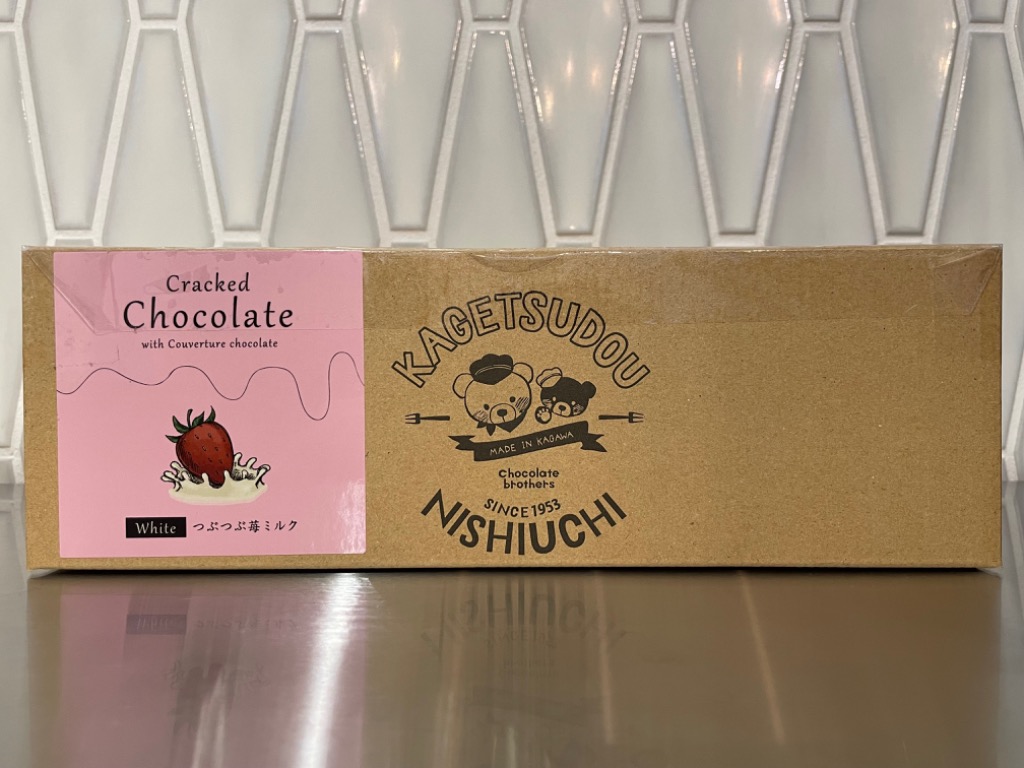 Cracked
Chocolate
with Couverture chocolate
White つぶつぶ苺ミルク
KAGETSUDOU
MADE IN KAGAWA
Chocolate
brothers
SINCE 1953
NISHIUCHI